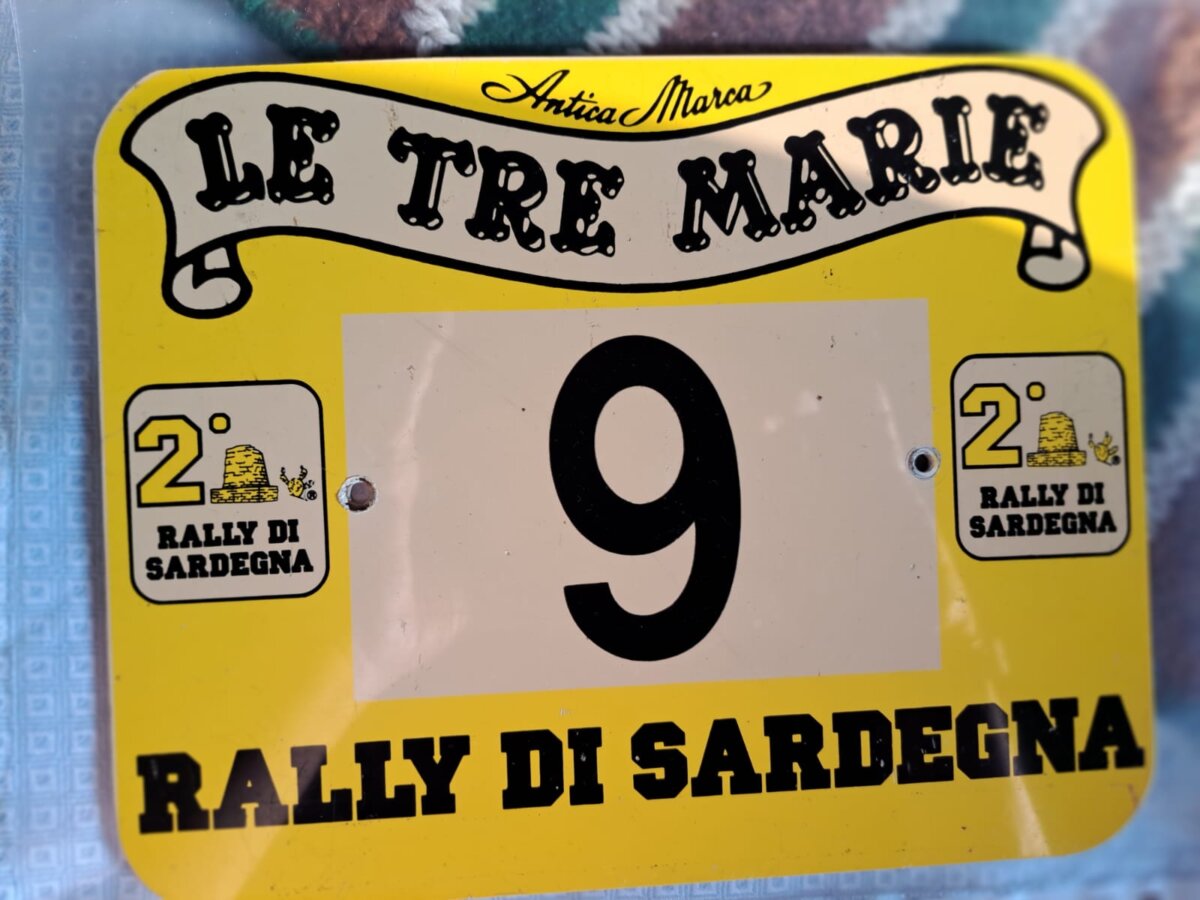 Antica Marca
LE TRE MARIE
9
2°
RALLY DI
SARDEGNA
2°
RALLY DI
SARDEGNA
RALLY DI SARDEGNA